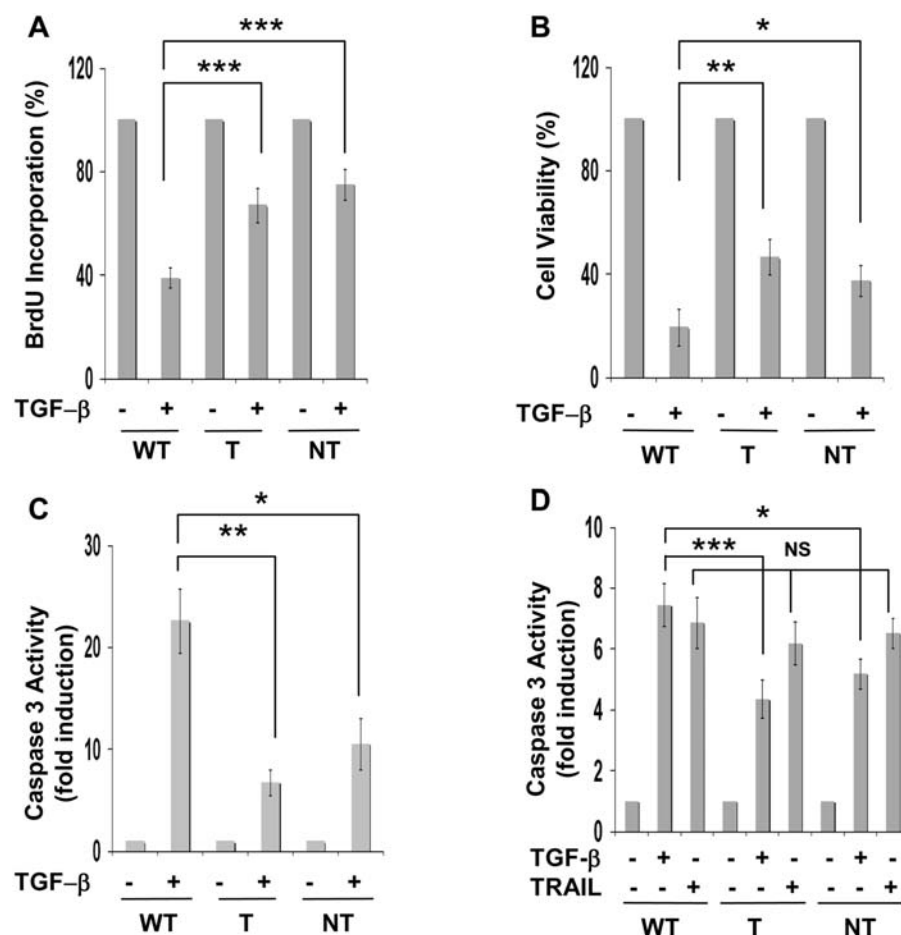 A
***
***
120
80
40
0
BrdU Incorporation (%)
TGF–β - + - + - +
WT T NT
B
*
**
120
80
40
0
Cell Viability (%)
TGF–β - + - + - +
WT T NT
C
*
**
30
20
10
0
Caspase 3 Activity
(fold induction)
TGF–β - + - + - +
WT T NT
D
*
*** NS
10
8
6
4
2
0
Caspase 3 Activity
(fold induction)
TGF-β - + - - + - - + -
TRAIL - - + - - + - - +
WT T NT